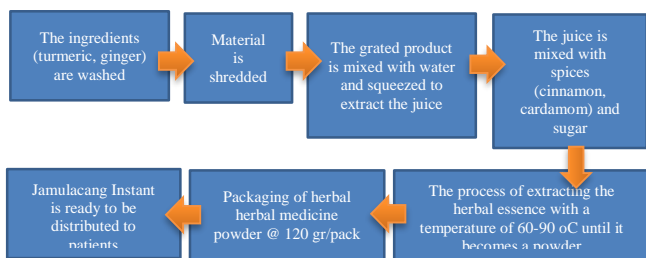 The ingredients
(turmeric, ginger)
are washed
Material
is
shredded
The grated product
is mixed with water
and squeezed to
extract the juice
The juice is
mixed with
spices
(cinnamon,
cardamom) and
sugar
The process of extracting the
herbal essence with a
temperature of 60-90 oC until it
becomes a powder
Packaging of herbal
herbal medicine
powder @ 120 gr/pack
Jamulacang Instant
is ready to be
distributed to
patients